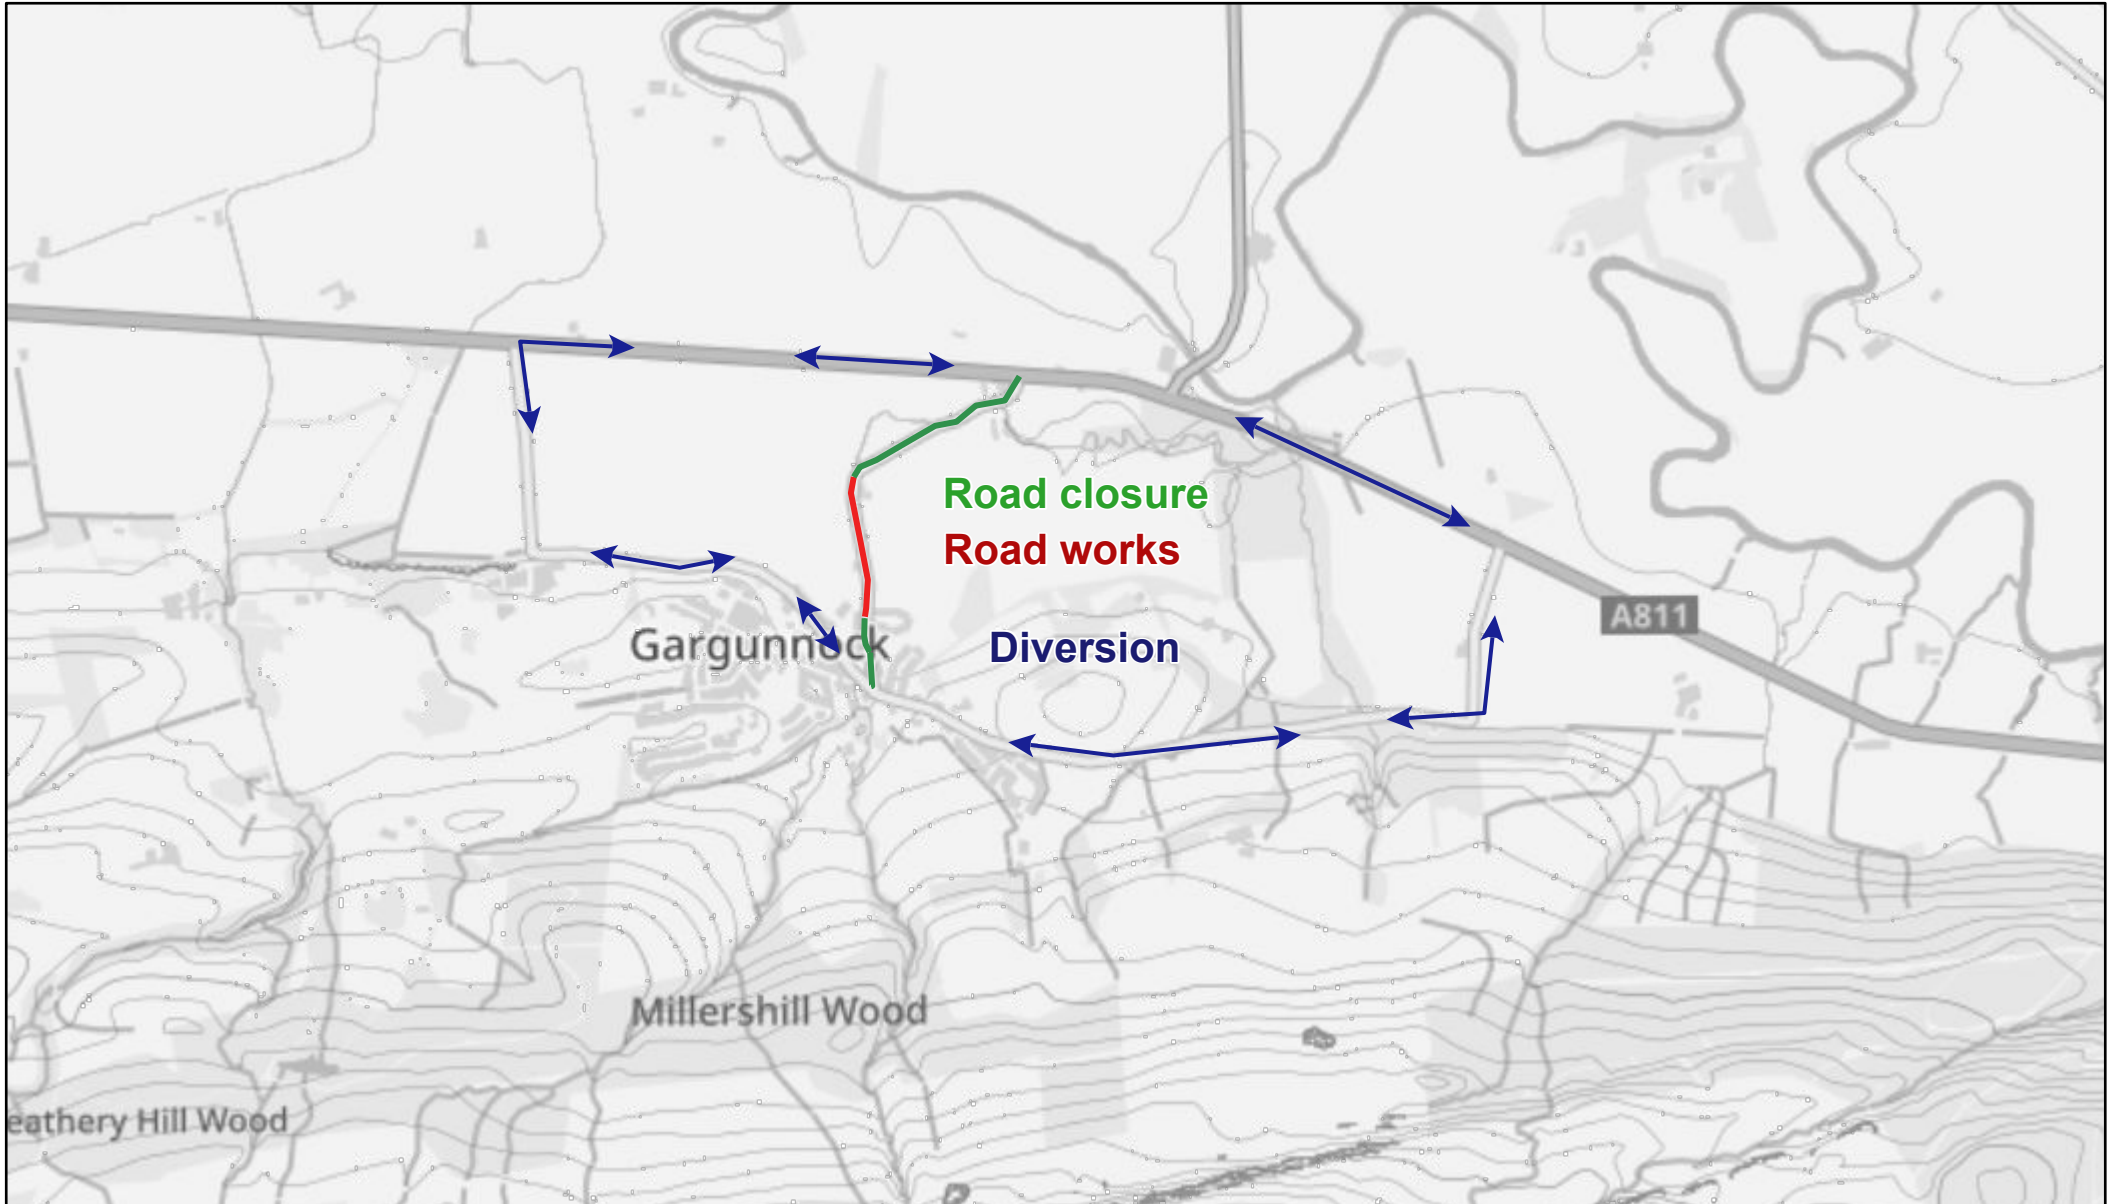 Road closure
Road works
A811
Gargunnock
Diversion
Millershill Wood
eathery Hill Wood